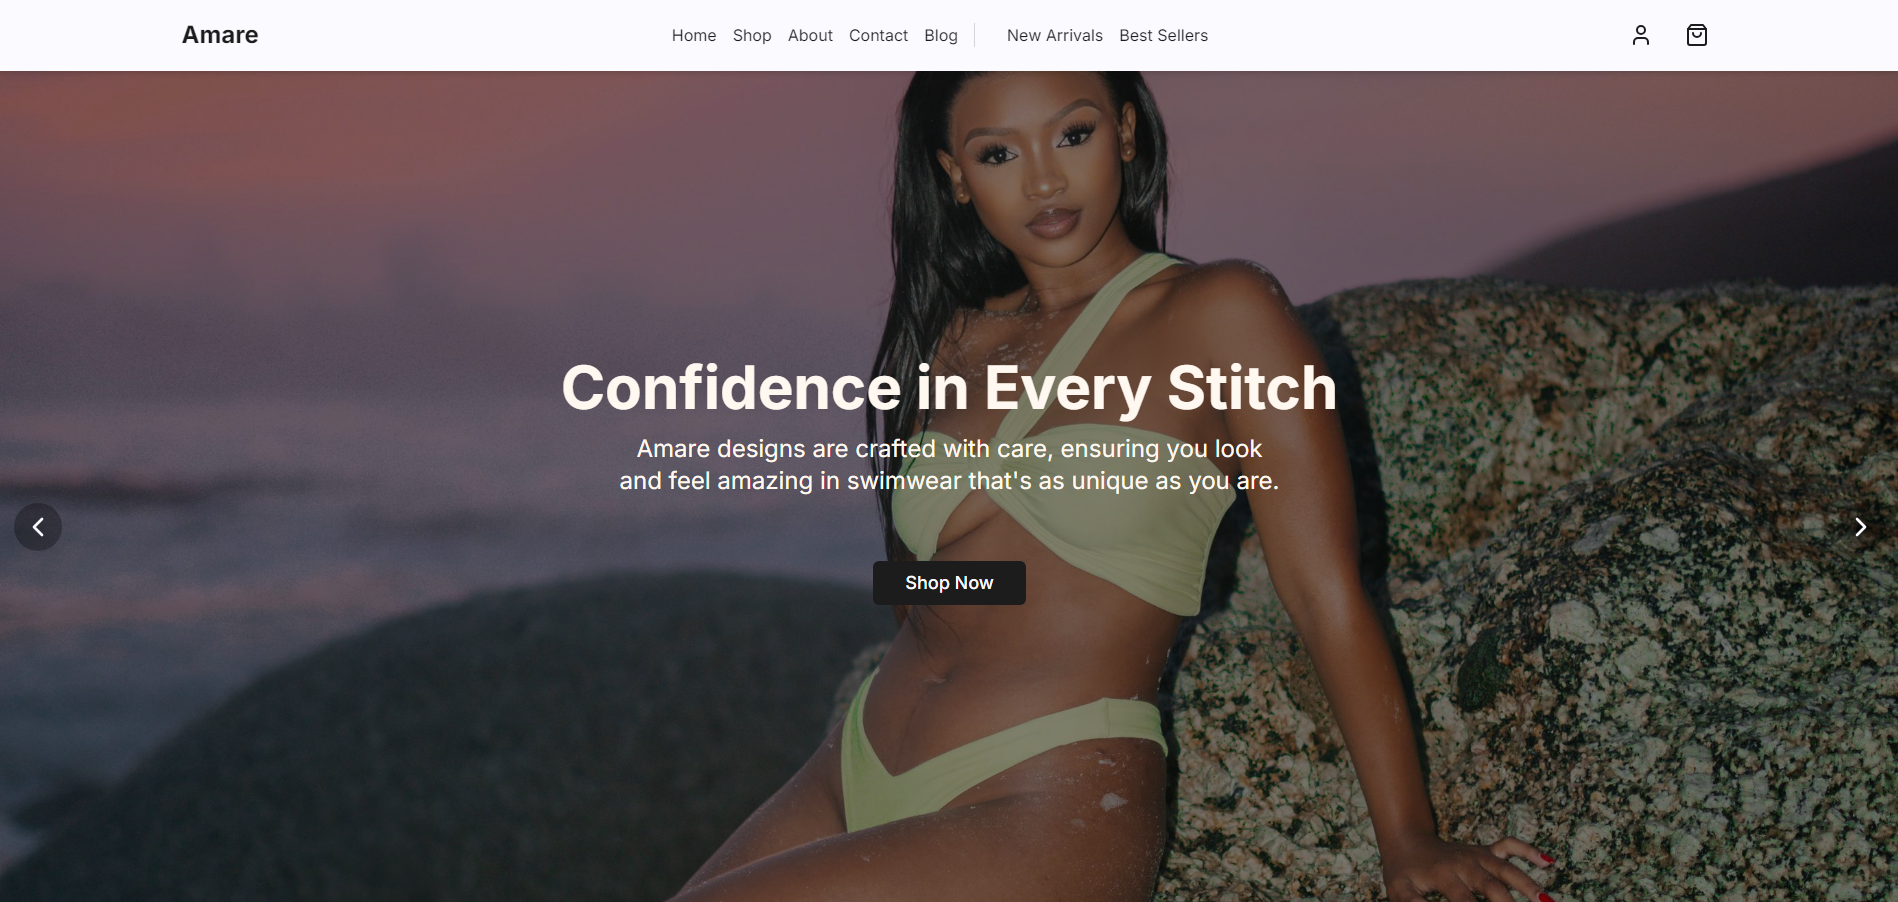 Amare
Home Shop About Contact Blog New Arrivals Best Sellers
Confidence in Every Stitch
Amare designs are crafted with care, ensuring you look
and feel amazing in swimwear that's as unique as you are.
Shop Now